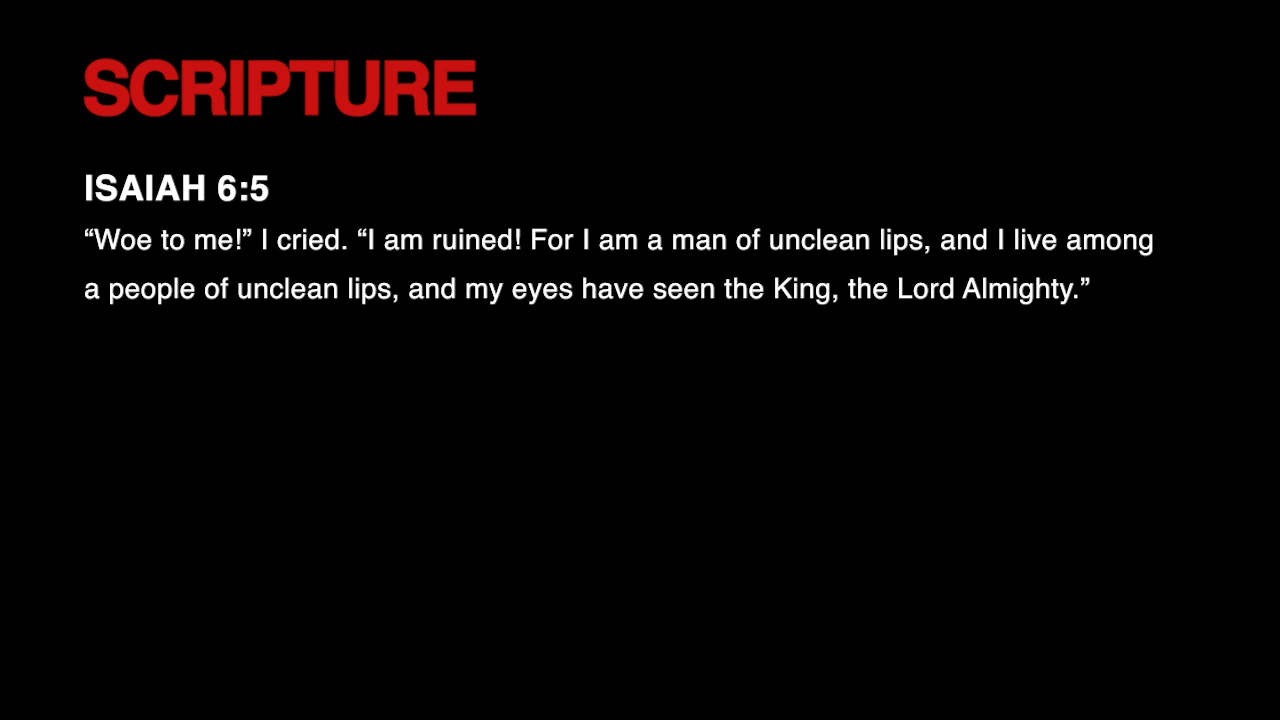 SCRIPTURE
ISAIAH 6:5
“Woe to me!” I cried. “I am ruined! For I am a man of unclean lips, and I live among
a people of unclean lips, and my eyes have seen the King, the Lord Almighty.”